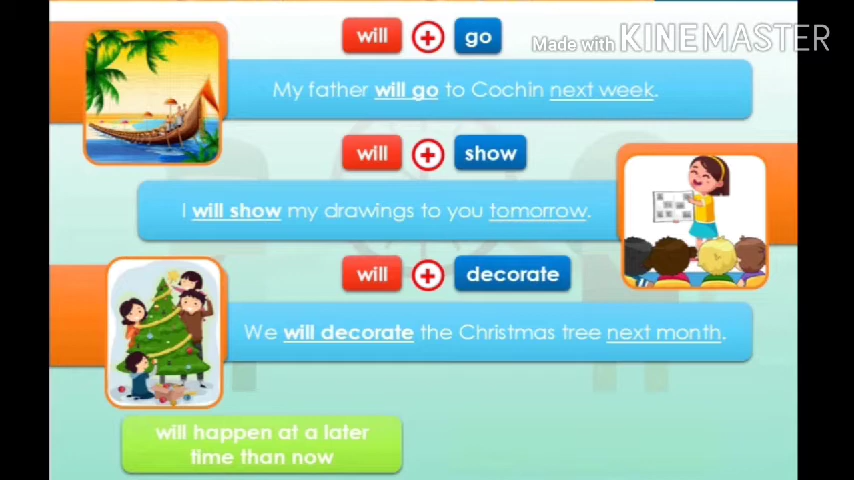 will + go
Made with KINEMASTER
My father will go to Cochin next week.
will + show
I will show my drawings to you tomorrow.
will + decorate
We will decorate the Christmas tree next month.
will happen at a later
time than now